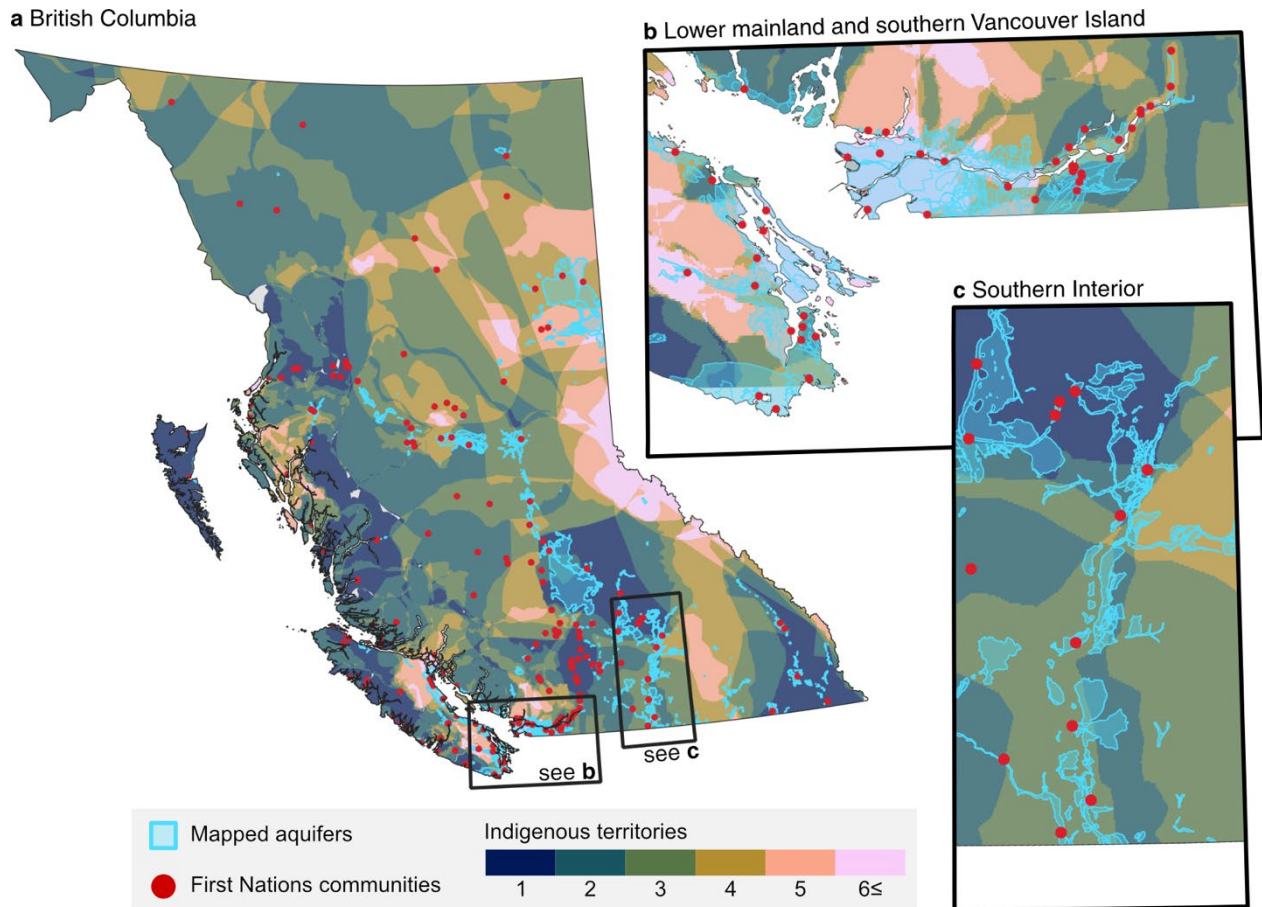 a British Columbia
b Lower mainland and southern Vancouver Island
c Southern Interior
see b
see c
Mapped aquifers
First Nations communities
Indigenous territories
1 2 3 4 5 6≤